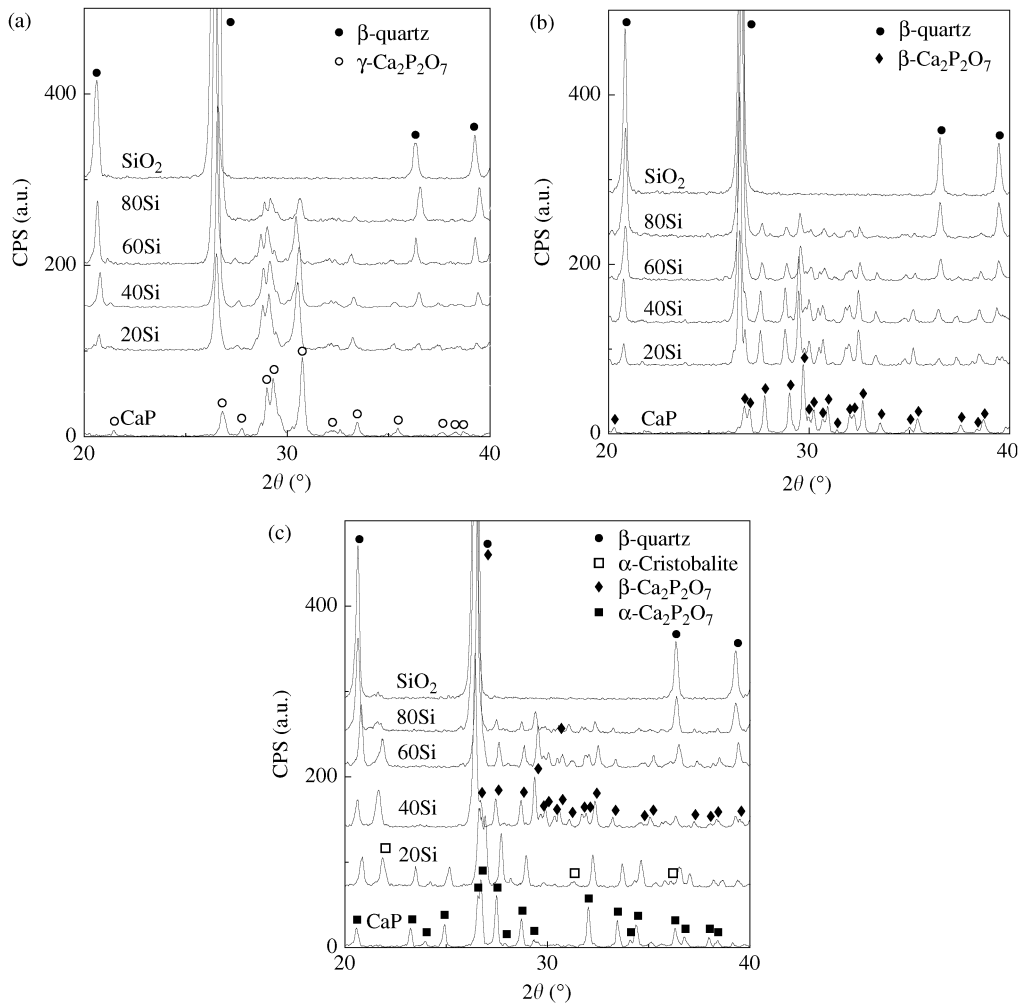 (a)
β-quartz
γ-Ca₂P₂O₇
400
200
0
SiO₂
80Si
60Si
40Si
20Si
CaP
CPS (a.u.)
20
30
40
2θ (°)
(b)
β-quartz
β-Ca₂P₂O₇
400
200
0
SiO₂
80Si
60Si
40Si
20Si
CaP
CPS (a.u.)
20
30
40
2θ (°)
(c)
β-quartz
α-Cristobalite
β-Ca₂P₂O₇
α-Ca₂P₂O₇
400
200
0
SiO₂
80Si
60Si
40Si
20Si
CaP
CPS (a.u.)
20
30
40
2θ (°)